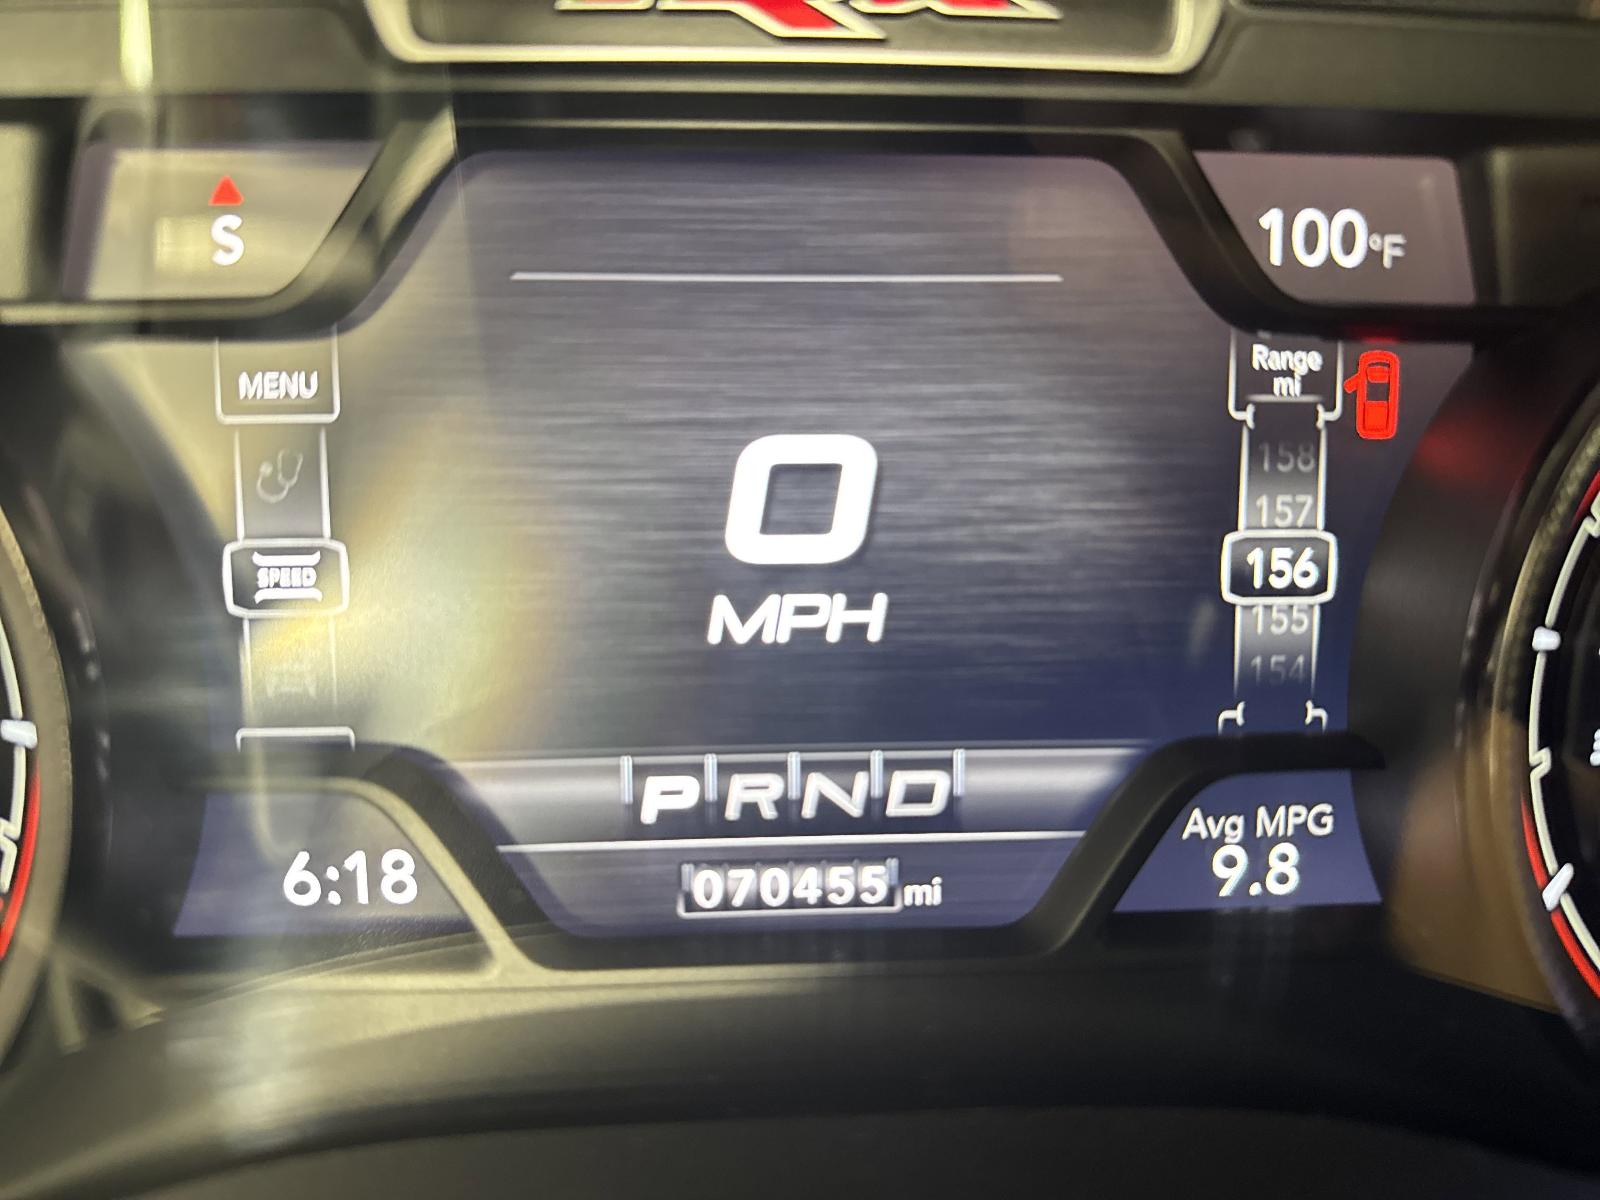 S
100°F
MENU
Range
mi
158
157
SPEED
156
155
154
0
MPH
P R N D
6:18
070455 mi
Avg MPG
9.8